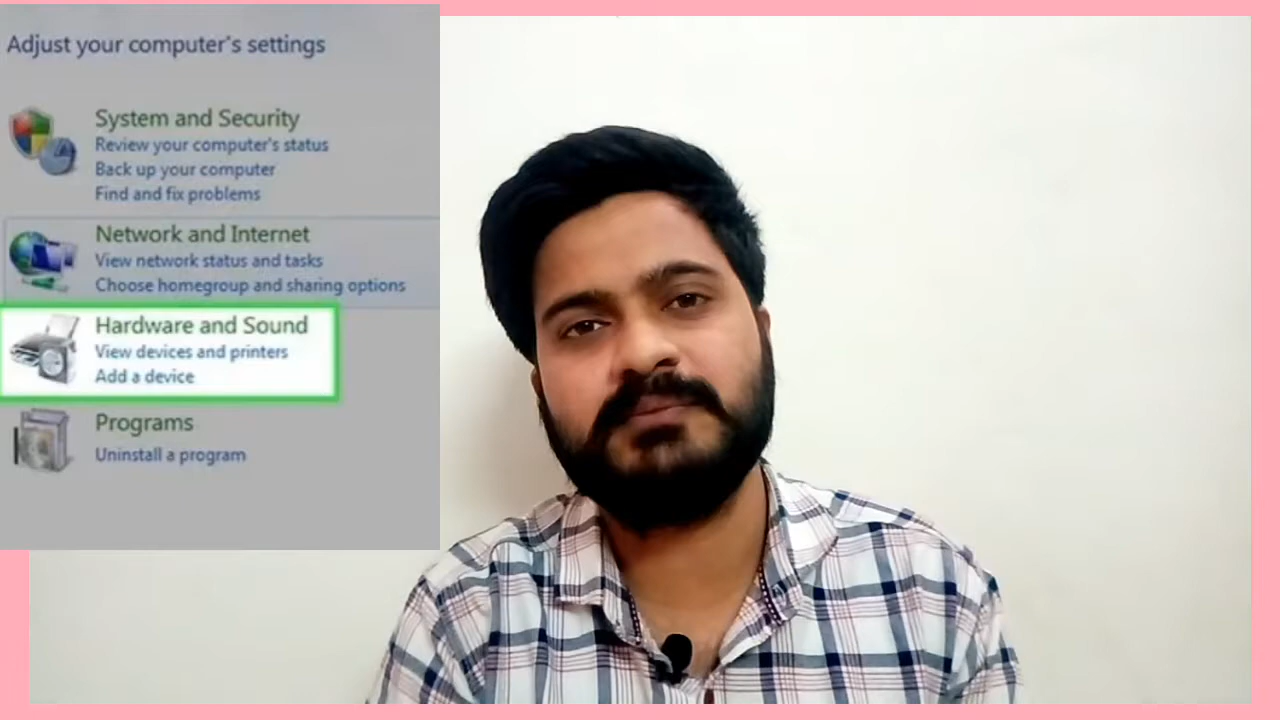 Adjust your computer's settings
System and Security
Review your computer's status
Back up your computer
Find and fix problems
Network and Internet
View network status and tasks
Choose homegroup and sharing options
Hardware and Sound
View devices and printers
Add a device
Programs
Uninstall a program